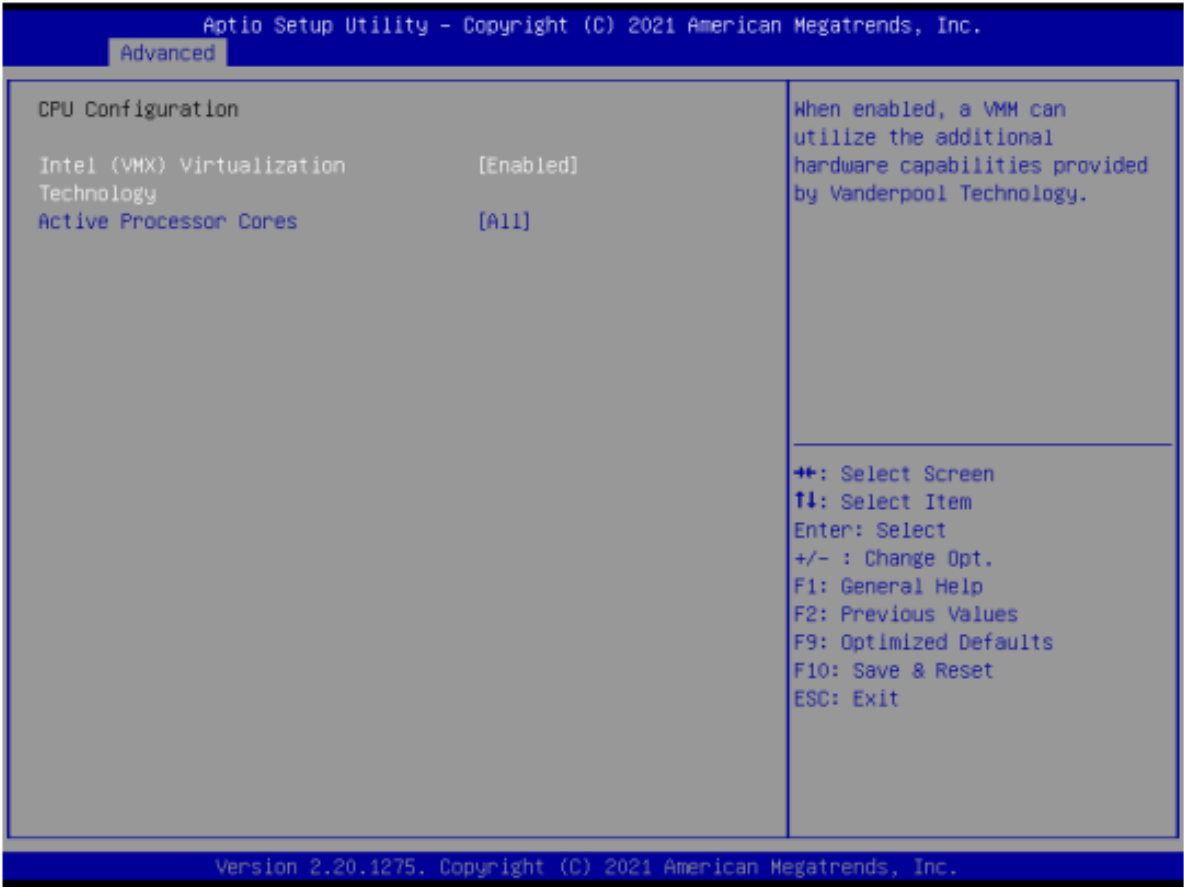 Aptio Setup Utility – Copyright (C) 2021 American Megatrends, Inc.
Advanced
CPU Configuration
Intel (VMX) Virtualization Technology [Enabled]
Active Processor Cores [All]
When enabled, a VMM can
utilize the additional
hardware capabilities provided
by Vanderpool Technology.
→←: Select Screen
↑↓: Select Item
Enter: Select
+/- : Change Opt.
F1: General Help
F2: Previous Values
F9: Optimized Defaults
F10: Save & Reset
ESC: Exit
Version 2.20.1275. Copyright (C) 2021 American Megatrends, Inc.